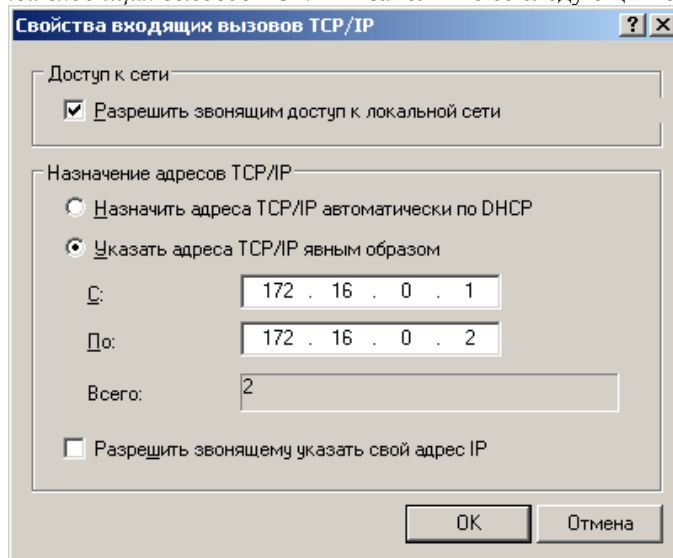 Свойства входящих вызовов TCP/IP
Доступ к сети
Разрешить звонящим доступ к локальной сети
Назначение адресов TCP/IP
Назначить адреса TCP/IP автоматически по DHCP
Указать адреса TCP/IP явным образом
С: 172 . 16 . 0 . 1
По: 172 . 16 . 0 . 2
Всего: 2
Разрешить звонящему указать свой адрес IP
OK Отмена